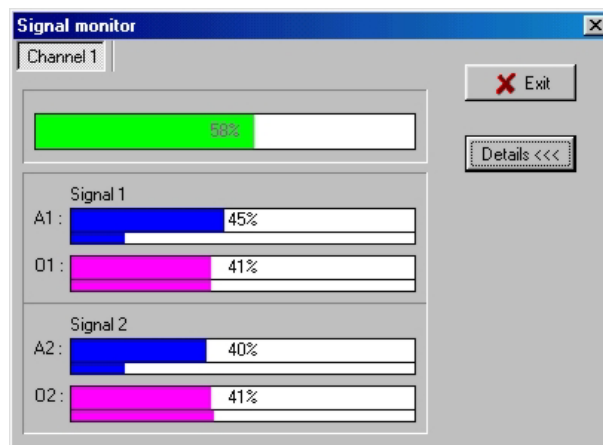 Signal monitor
Channel 1
Exit
58%
Details <<<
Signal 1
A1 : 45%
O1 : 41%
Signal 2
A2 : 40%
O2 : 41%